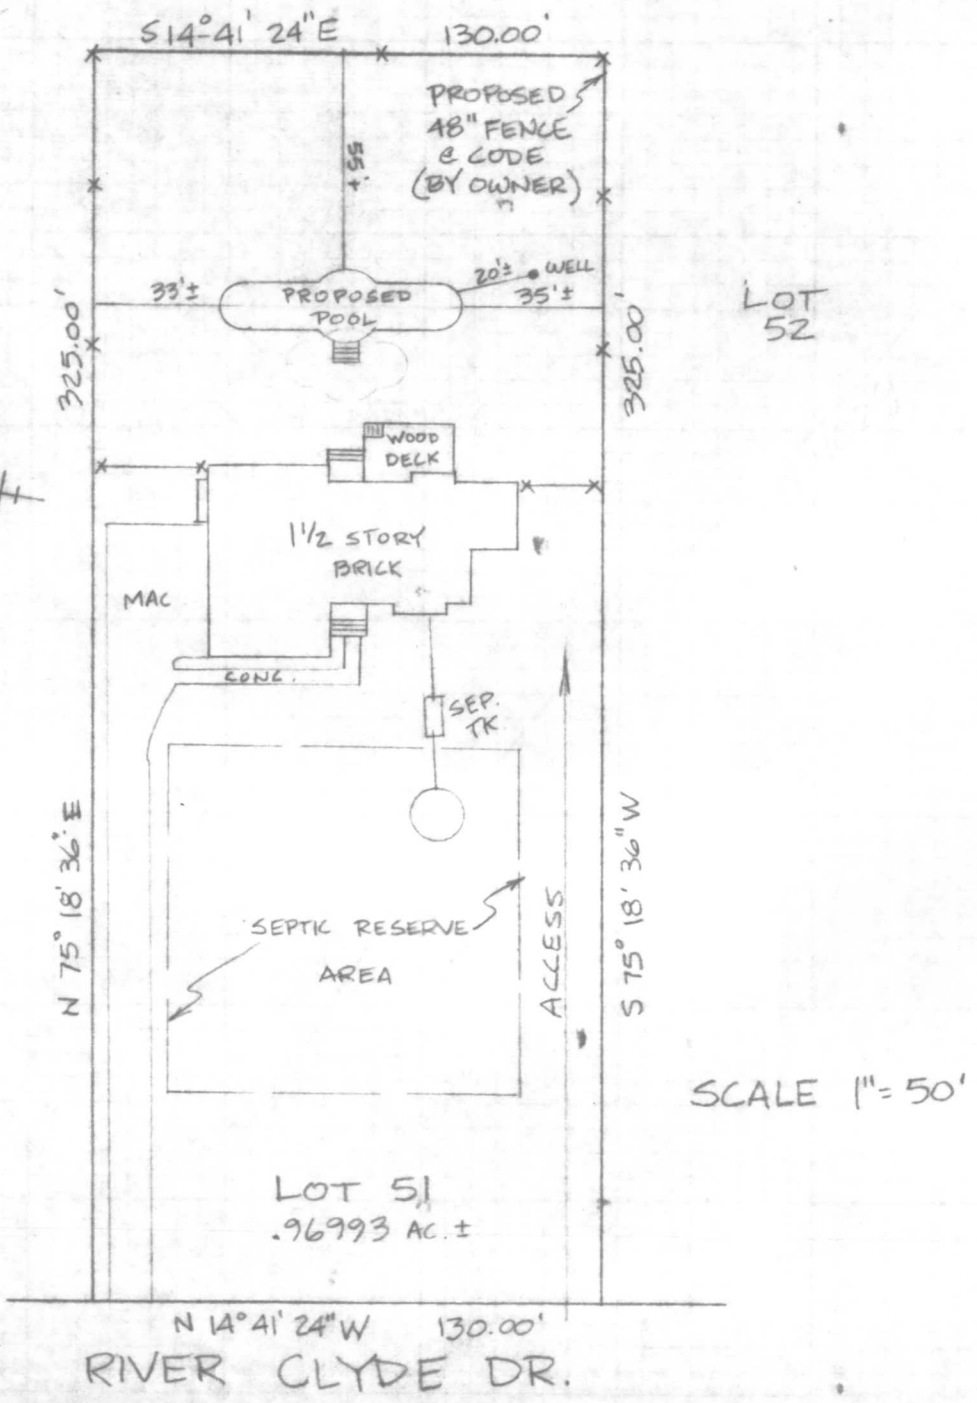 S 14°-41' 24" E 130.00'
PROPOSED
48" FENCE
@ CODE
(BY OWNER)
55'±
20'± WELL
33'± 35'±
PROPOSED
POOL
LOT
52
325.00'
325.00'
WOOD
DECK
1 1/2 STORY
BRICK
MAC
CONC.
SEP.
TK
N 75° 18' 36" E
S 75° 18' 36" W
ACCESS
SEPTIC RESERVE
AREA
SCALE 1" = 50'
LOT 51
.96993 AC. ±
N 14° 41' 24" W 130.00'
RIVER CLYDE DR.